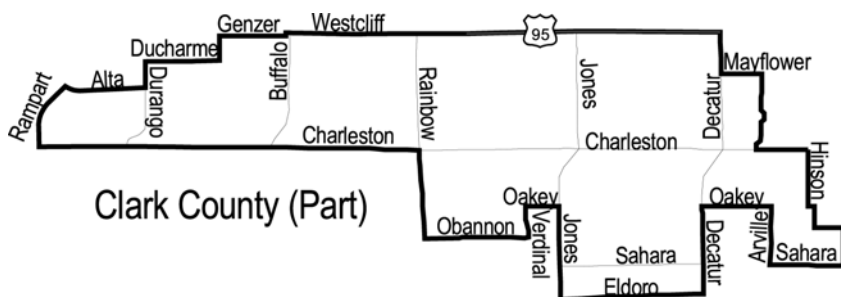 Genzer
Westcliff
95
Ducharme
Mayflower
Alta
Rampart
Durango
Buffalo
Rainbow
Jones
Decatur
Charleston
Charleston
Hinson
Clark County (Part)
Oakey
Oakey
Obannon
Verdinal
Jones
Decatur
Arville
Sahara
Sahara
Eldoro